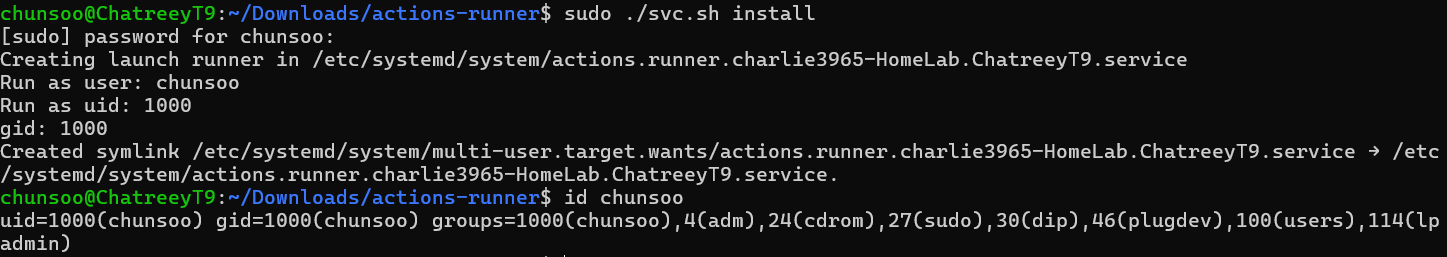 chunsoo@ChatreeyT9:~/Downloads/actions-runner$ sudo ./svc.sh install
[sudo] password for chunsoo:
Creating launch runner in /etc/systemd/system/actions.runner.charlie3965-HomeLab.ChatreeyT9.service
Run as user: chunsoo
Run as uid: 1000
gid: 1000
Created symlink /etc/systemd/system/multi-user.target.wants/actions.runner.charlie3965-HomeLab.ChatreeyT9.service → /etc
/systemd/system/actions.runner.charlie3965-HomeLab.ChatreeyT9.service.
chunsoo@ChatreeyT9:~/Downloads/actions-runner$ id chunsoo
uid=1000(chunsoo) gid=1000(chunsoo) groups=1000(chunsoo),4(adm),24(cdrom),27(sudo),30(dip),46(plugdev),100(users),114(lp
admin)